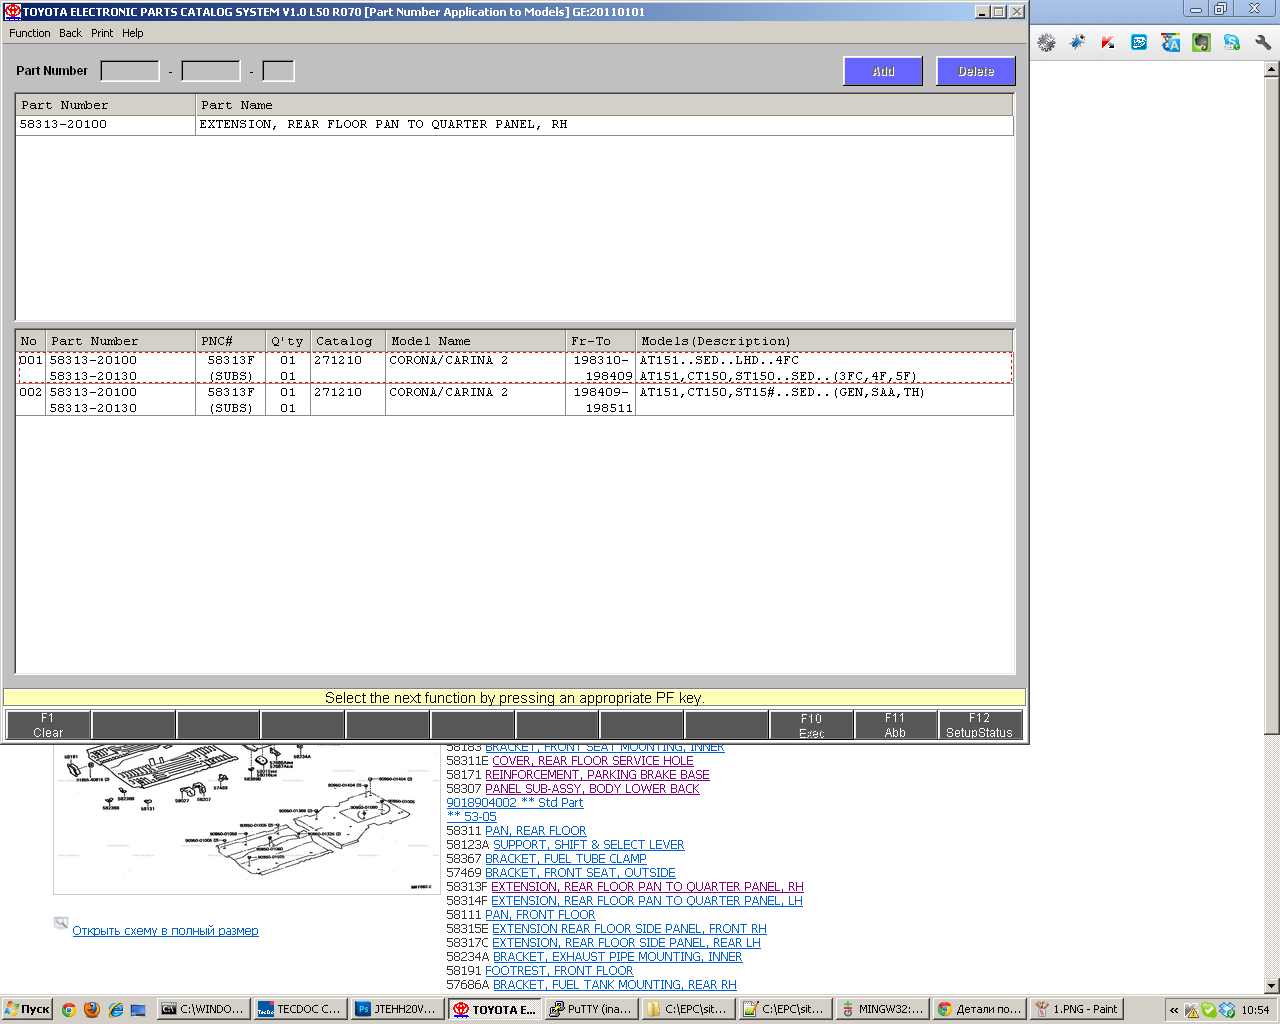 TOYOTA ELECTRONIC PARTS CATALOG SYSTEM V1.0 L50 R070 [Part Number Application to Models] GE:20110101
Function Back Print Help
Part Number - - Add Delete
Part Number Part Name
58313-20100 EXTENSION, REAR FLOOR PAN TO QUARTER PANEL, RH
No Part Number PNC# Q'ty Catalog Model Name Fr-To Models(Description)
001 58313-20100 58313F 01 271210 CORONA/CARINA 2 198310- AT151..SED..LHD..4FC
58313-20130 (SUBS) 01 198409 AT151,CT150,ST150..SED..(3FC,4F,5F)
002 58313-20100 58313F 01 271210 CORONA/CARINA 2 198409- AT151,CT150,ST15#..SED..(GEN,SAA,TH)
58313-20130 (SUBS) 01 198511
Select the next function by pressing an appropriate PF key.
F1 Clear
F10 Exec
F11 Abb
F12 SetupStatus
58183 BRACKET, FRONT SEAT MOUNTING, INNER
58311E COVER, REAR FLOOR SERVICE HOLE
58171 REINFORCEMENT, PARKING BRAKE BASE
58307 PANEL SUB-ASSY, BODY LOWER BACK
9018904002 ** Std Part
** 53-05
58311 PAN, REAR FLOOR
58123A SUPPORT, SHIFT & SELECT LEVER
58367 BRACKET, FUEL TUBE CLAMP
57469 BRACKET, FRONT SEAT, OUTSIDE
58313F EXTENSION, REAR FLOOR PAN TO QUARTER PANEL, RH
58314F EXTENSION, REAR FLOOR PAN TO QUARTER PANEL, LH
58111 PAN, FRONT FLOOR
58315E EXTENSION REAR FLOOR SIDE PANEL, FRONT RH
58317C EXTENSION, REAR FLOOR SIDE PANEL, REAR LH
58234A BRACKET, EXHAUST PIPE MOUNTING, INNER
58191 FOOTREST, FRONT FLOOR
57686A BRACKET, FUEL TANK MOUNTING, REAR RH
Открыть схему в полный размер
Пуск C:\WINDO... TECDOC C... JTEHH20V... TOYOTA E... PuTTY (ina... C:\EPC\sit... C:\EPC\sit... MINGW32:... Детали по... 1.PNG - Paint « 10:54